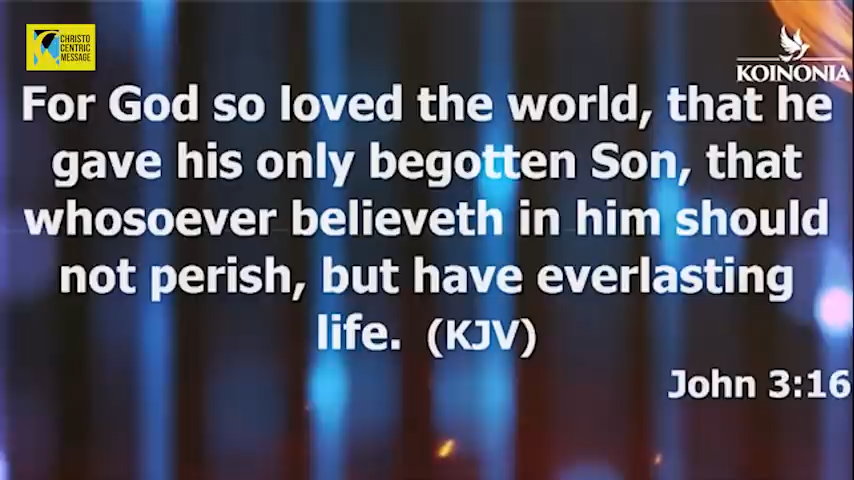 CHRISTO
CENTRIC
MESSAGE
KOINONIA
For God so loved the world, that he
gave his only begotten Son, that
whosoever believeth in him should
not perish, but have everlasting
life. (KJV)
John 3:16